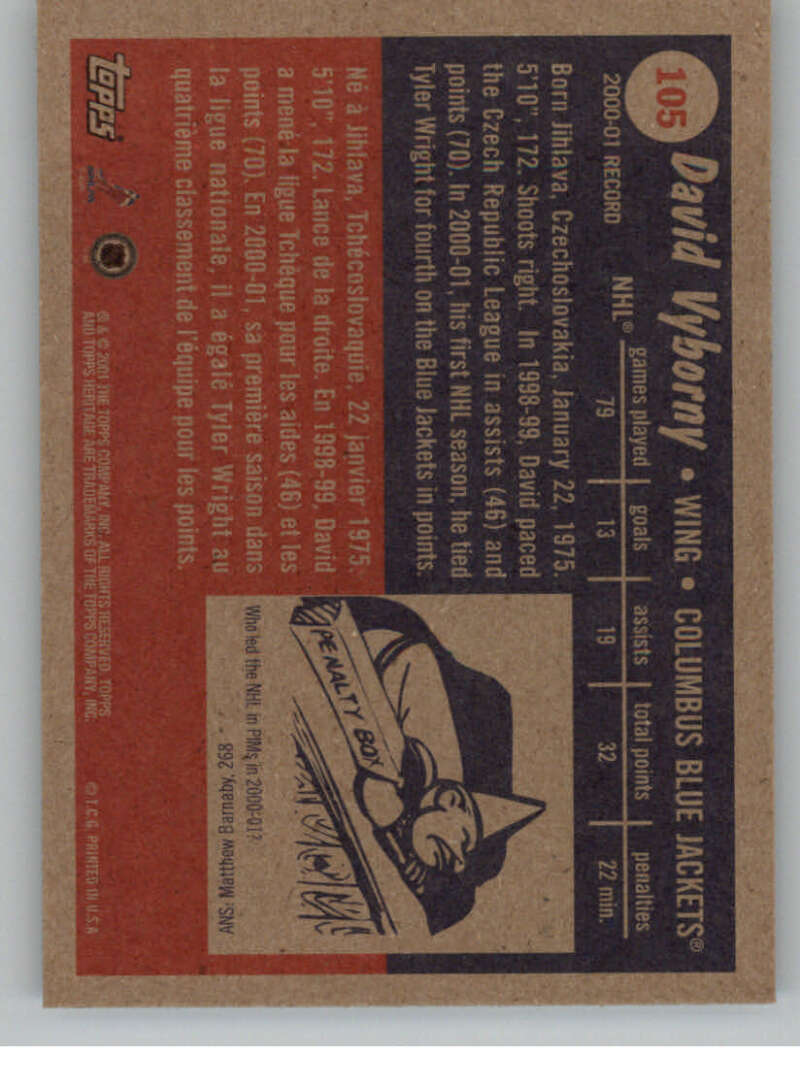 105
David Vyborny • WING • COLUMBUS BLUE JACKETS®
2000-01 RECORD
games played goals assists total points penalties
NHL® 79 13 19 32 22 min.
Born Jihlava, Czechoslovakia, January 22, 1975.
5'10", 172. Shoots right. In 1998-99, David paced
the Czech Republic League in assists (46) and
points (70). In 2000-01, his first NHL season, he tied
Tyler Wright for fourth on the Blue Jackets in points.
Né à Jihlava, Tchécoslovaquie, 22 janvier 1975.
5'10", 172. Lance de la droite. En 1998-99, David
a mené la ligue Tchèque pour les aides (46) et les
points (70). En 2000-01, sa première saison dans
la ligue nationale, il a égalé Tyler Wright au
quatrième classement de l'équipe pour les points.
PENALTY BOX
Who led the NHL in PIMs in 2000-01?
ANS: Matthew Barnaby, 268
topps
® & © 2001 THE TOPPS COMPANY, INC. ALL RIGHTS RESERVED. TOPPS
AND TOPPS HERITAGE ARE TRADEMARKS OF THE TOPPS COMPANY, INC.
© T.C.G. PRINTED IN U.S.A